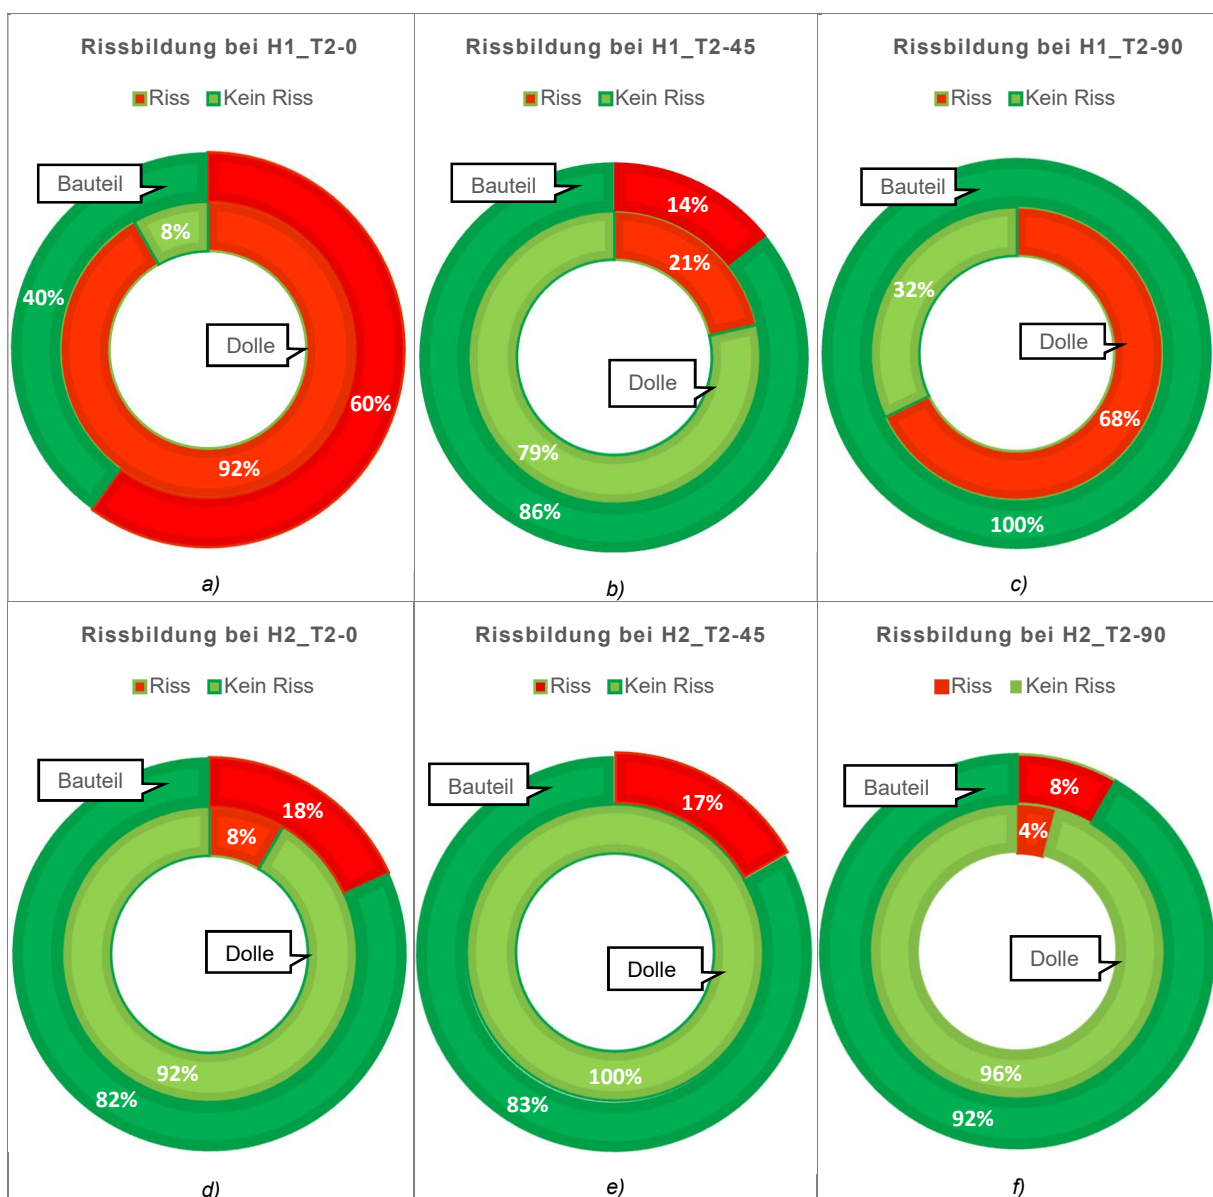 Rissbildung bei H1_T2-0
Riss Kein Riss
Bauteil
8%
40%
Dolle
60%
92%
a)
Rissbildung bei H1_T2-45
Riss Kein Riss
Bauteil
14%
21%
Dolle
79%
86%
b)
Rissbildung bei H1_T2-90
Riss Kein Riss
Bauteil
32%
Dolle
68%
100%
c)
Rissbildung bei H2_T2-0
Riss Kein Riss
Bauteil
18%
8%
Dolle
92%
82%
d)
Rissbildung bei H2_T2-45
Riss Kein Riss
Bauteil
17%
Dolle
100%
83%
e)
Rissbildung bei H2_T2-90
Riss Kein Riss
Bauteil
8%
4%
Dolle
96%
92%
f)